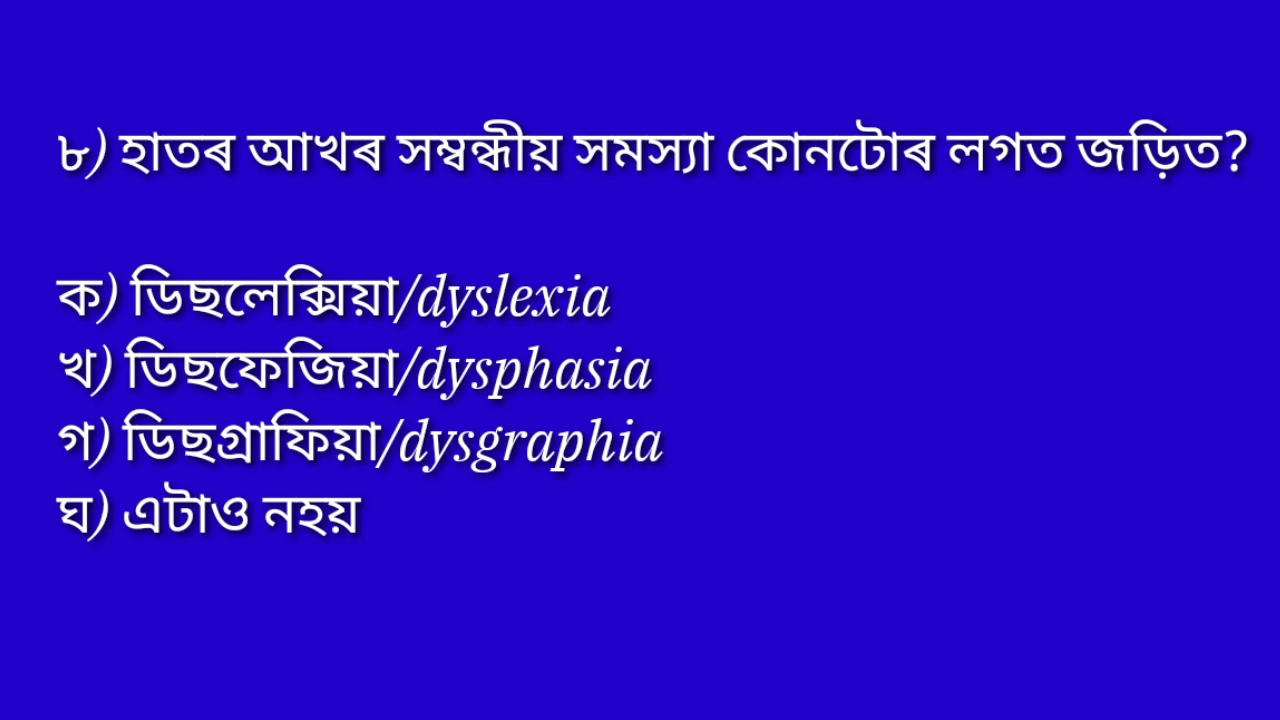 ৮) হাতৰ আখৰ সম্বন্ধীয় সমস্যা কোনটোৰ লগত জড়িত?
ক) ডিছলেক্সিয়া/dyslexia
খ) ডিছফেজিয়া/dysphasia
গ) ডিছগ্ৰাফিয়া/dysgraphia
ঘ) এটাও নহয়